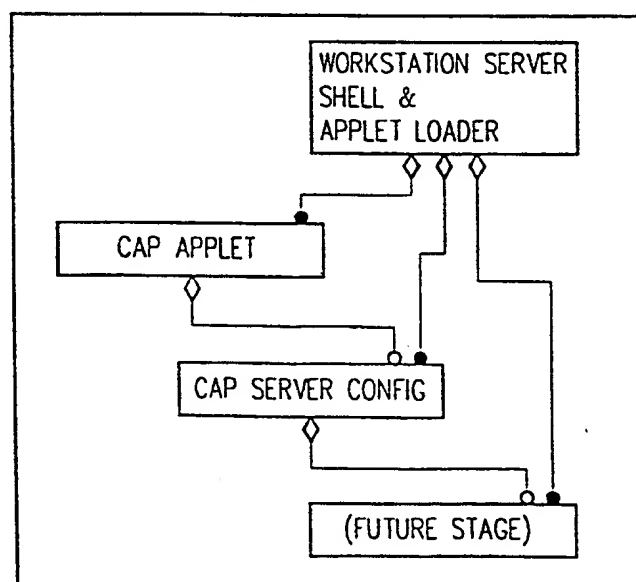 WORKSTATION SERVER
SHELL &
APPLET LOADER
CAP APPLET
CAP SERVER CONFIG
(FUTURE STAGE)